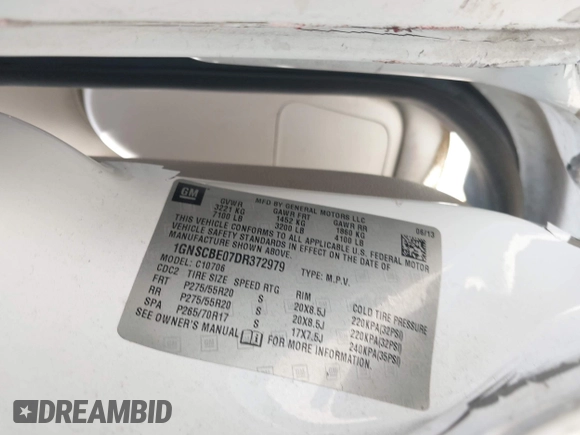 GM
MFD BY GENERAL MOTORS LLC
06/13
GVWR GAWR FRT GAWR RR
3221 KG 1452 KG 1860 KG
7100 LB 3200 LB 4100 LB
THIS VEHICLE CONFORMS TO ALL APPLICABLE U.S. FEDERAL MOTOR
VEHICLE SAFETY STANDARDS IN EFFECT ON THE DATE OF
MANUFACTURE SHOWN ABOVE.
1GNSCBE07DR372979 TYPE: M.P.V.
MODEL: C10706
CDC2 TIRE SIZE SPEED RTG RIM COLD TIRE PRESSURE
FRT P275/55R20 S 20X8.5J 220KPA(32PSI)
RR P275/55R20 S 20X8.5J 220KPA(32PSI)
SPA P265/70R17 S 17X7.5J 240KPA(35PSI)
SEE OWNER'S MANUAL FOR MORE INFORMATION.
DREAMBID